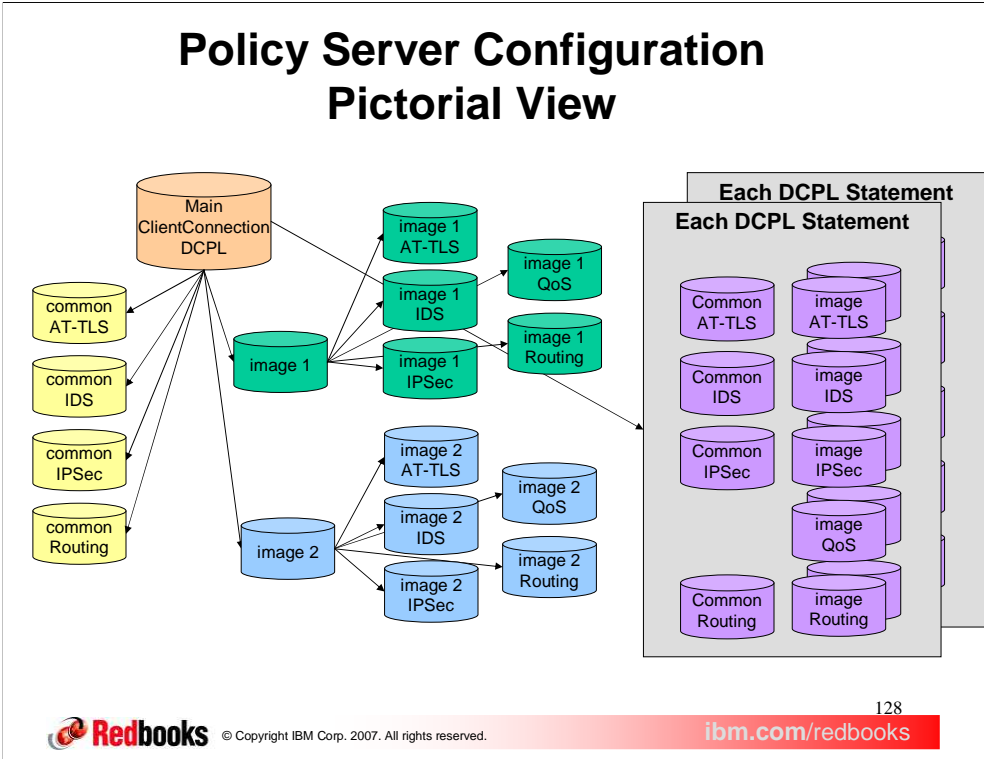 Policy Server Configuration
Pictorial View
Main
ClientConnection
DCPL
common
AT-TLS
common
IDS
common
IPSec
common
Routing
image 1
image 1
AT-TLS
image 1
IDS
image 1
IPSec
image 1
QoS
image 1
Routing
image 2
image 2
AT-TLS
image 2
IDS
image 2
IPSec
image 2
QoS
image 2
Routing
Each DCPL Statement
Each DCPL Statement
Common
AT-TLS
image
AT-TLS
Common
IDS
image
IDS
Common
IPSec
image
IPSec
image
QoS
Common
Routing
image
Routing
128
Redbooks
© Copyright IBM Corp. 2007. All rights reserved.
ibm.com/redbooks